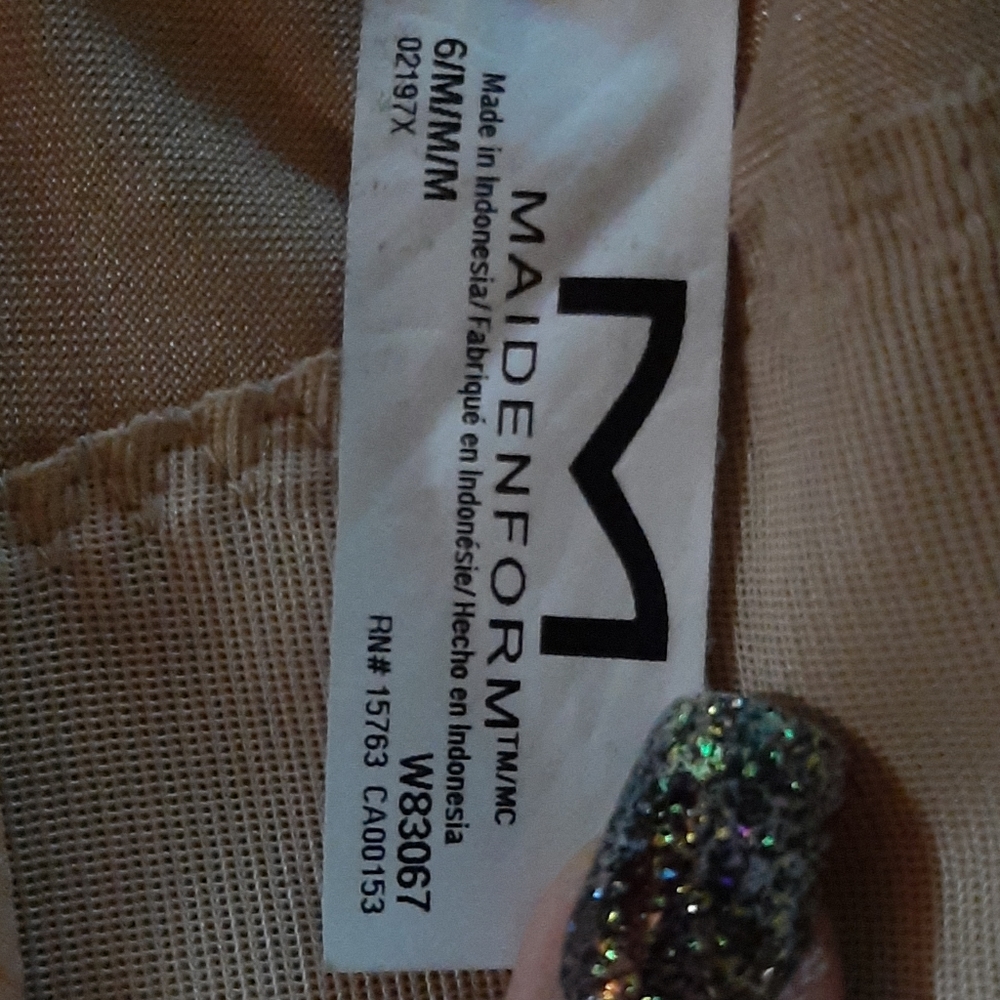 MAIDENFORM™/MC
Made in Indonesia/Fabriqué en Indonésie/Hecho en Indonesia
6/M/M/M W83067
02197X RN# 15763 CA00153